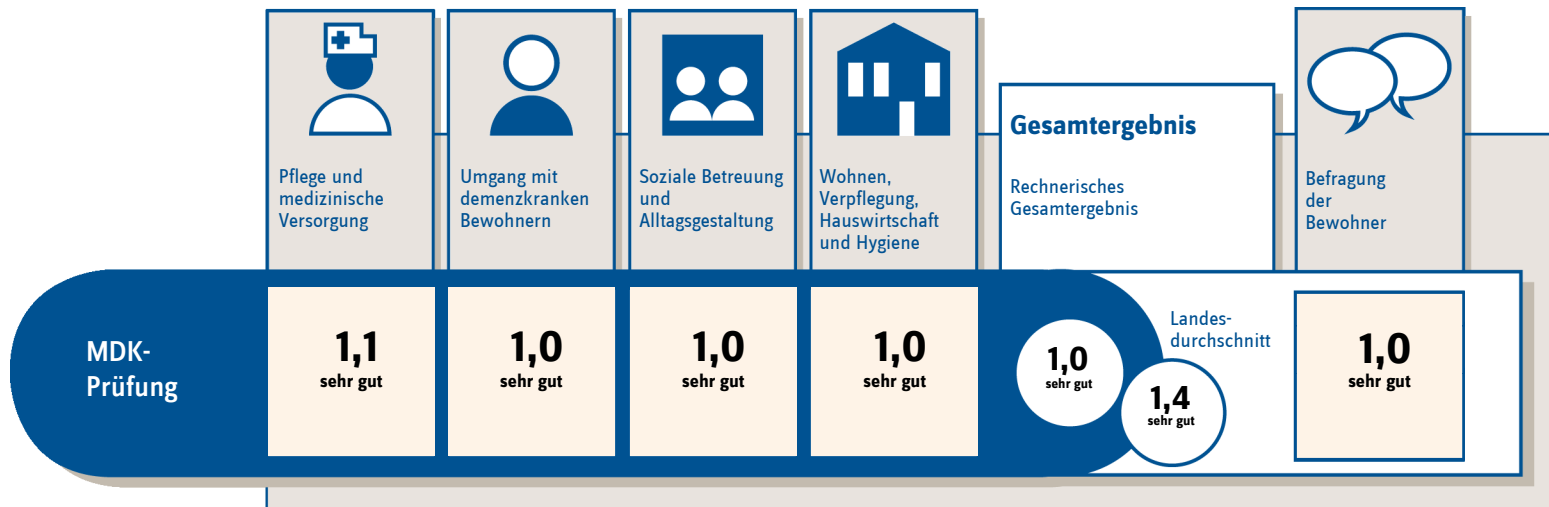 Pflege und
medizinische
Versorgung
Umgang mit
demenzkranken
Bewohnern
Soziale Betreuung
und
Alltagsgestaltung
Wohnen,
Verpflegung,
Hauswirtschaft
und Hygiene
Gesamtergebnis
Rechnerisches
Gesamtergebnis
Befragung
der
Bewohner
MDK-
Prüfung
1,1
sehr gut
1,0
sehr gut
1,0
sehr gut
1,0
sehr gut
1,0
sehr gut
Landes-
durchschnitt
1,4
sehr gut
1,0
sehr gut